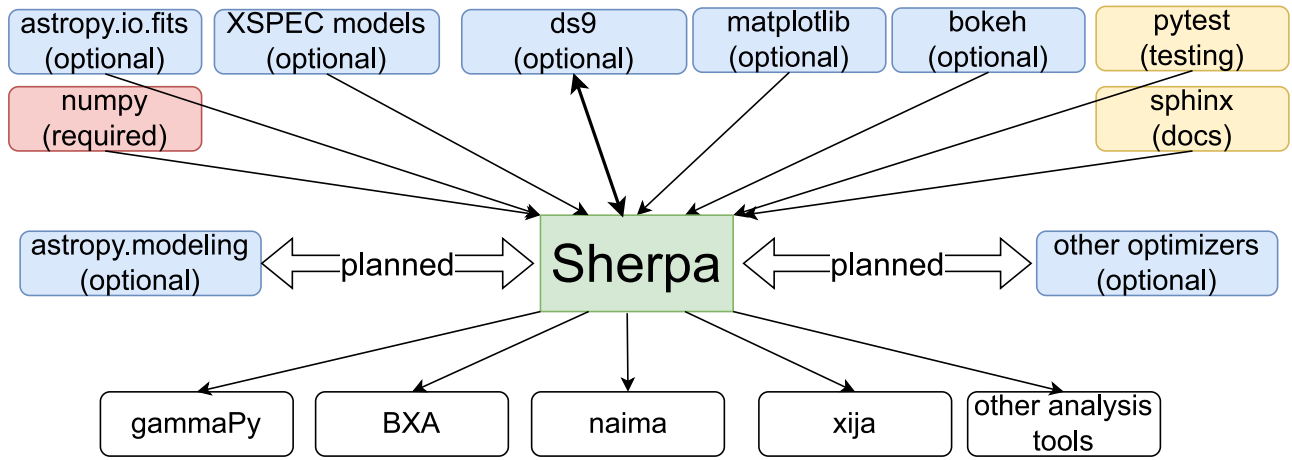 astropy.io.fits
(optional)
XSPEC models
(optional)
ds9
(optional)
matplotlib
(optional)
bokeh
(optional)
pytest
(testing)
numpy
(required)
sphinx
(docs)
astropy.modeling
(optional)
planned
Sherpa
planned
other optimizers
(optional)
gammaPy
BXA
naima
xija
other analysis
tools